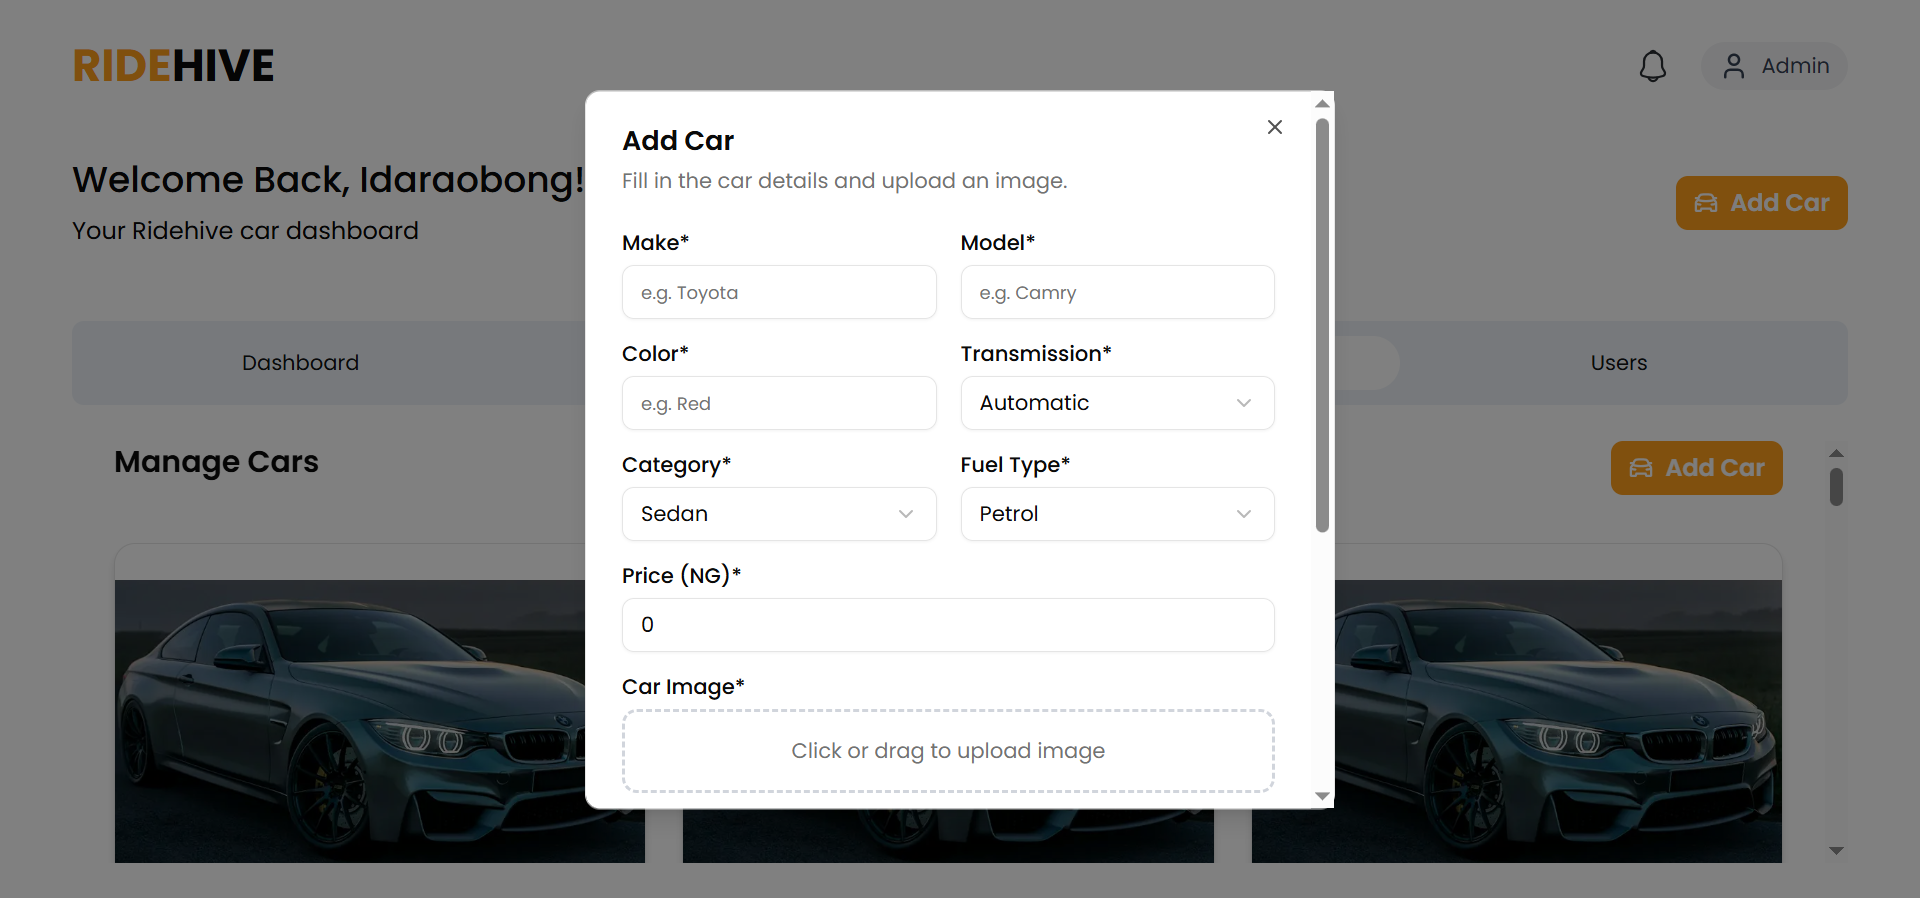 RIDEHIVE
Admin
Welcome Back, Idaraobong!
Your Ridehive car dashboard
Add Car
Dashboard
Users
Manage Cars
Add Car
Add Car
Fill in the car details and upload an image.
Make*
Model*
e.g. Toyota
e.g. Camry
Color*
Transmission*
e.g. Red
Automatic
Category*
Fuel Type*
Sedan
Petrol
Price (NG)*
0
Car Image*
Click or drag to upload image